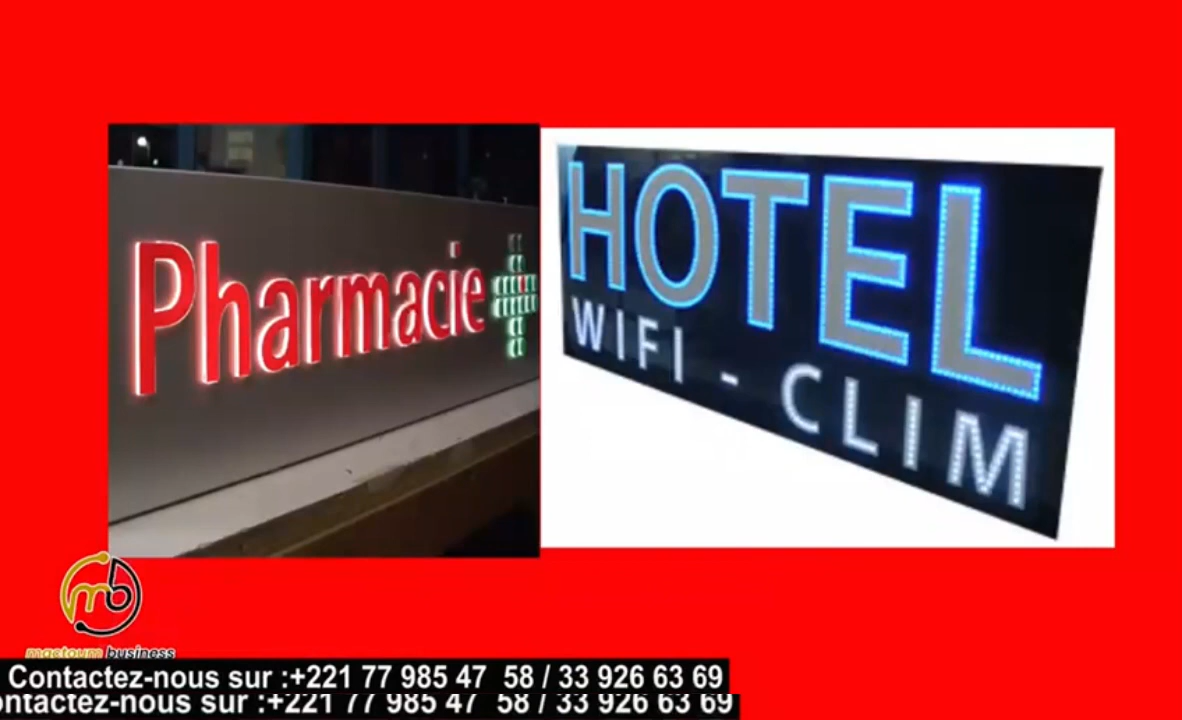 Pharmacie
HOTEL
WIFI - CLIM
mb
mactoum business
Contactez-nous sur :+221 77 985 47 58 / 33 926 63 69
ontactez-nous sur :+221 77 985 47 58 / 33 926 63 69